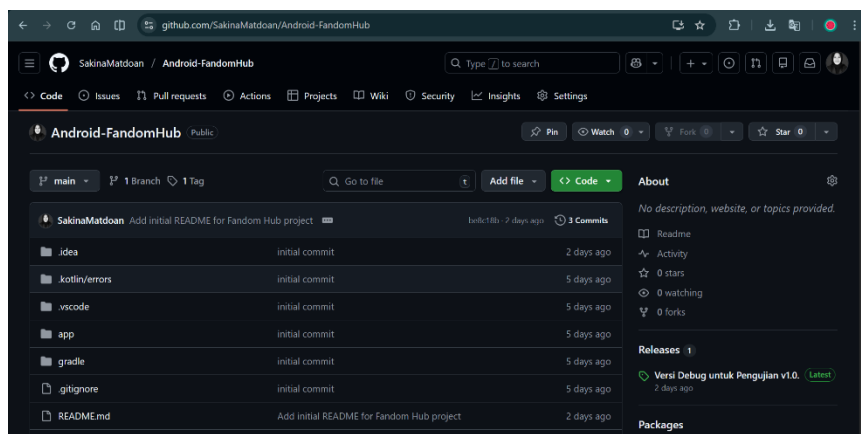 github.com/SakinaMatdoan/Android-FandomHub
SakinaMatdoan / Android-FandomHub
Type / to search
<> Code Issues Pull requests Actions Projects Wiki Security Insights Settings
Android-FandomHub Public
Pin Watch 0 Fork 0 Star 0
main 1 Branch 1 Tag Go to file t Add file <> Code
SakinaMatdoan Add initial README for Fandom Hub project be8c18b · 2 days ago 3 Commits
.idea initial commit 2 days ago
.kotlin/errors initial commit 5 days ago
.vscode initial commit 5 days ago
app initial commit 5 days ago
gradle initial commit 5 days ago
.gitignore initial commit 5 days ago
README.md Add initial README for Fandom Hub project 2 days ago
About
No description, website, or topics provided.
Readme
Activity
0 stars
0 watching
0 forks
Releases 1
Versi Debug untuk Pengujian v1.0. Latest
2 days ago
Packages